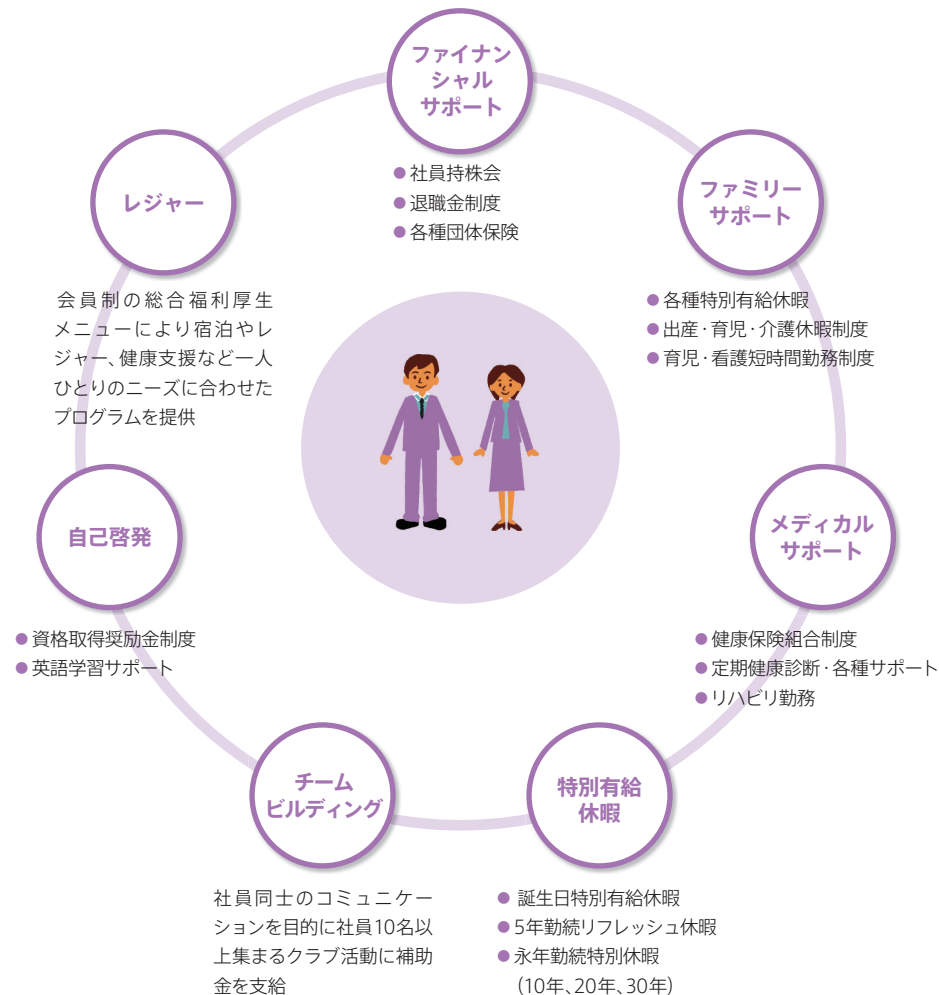 ファイナン
シャル
サポート
● 社員持株会
● 退職金制度
● 各種団体保険
ファミリー
サポート
● 各種特別有給休暇
● 出産・育児・介護休暇制度
● 育児・看護短時間勤務制度
メディカル
サポート
● 健康保険組合制度
● 定期健康診断・各種サポート
● リハビリ勤務
特別有給
休暇
● 誕生日特別有給休暇
● 5年勤続リフレッシュ休暇
● 永年勤続特別休暇
(10年、20年、30年)
チーム
ビルディング
社員同士のコミュニケー
ションを目的に社員10名以
上集まるクラブ活動に補助
金を支給
自己啓発
● 資格取得奨励金制度
● 英語学習サポート
レジャー
会員制の総合福利厚生
メニューにより宿泊やレ
ジャー、健康支援など一人
ひとりのニーズに合わせた
プログラムを提供